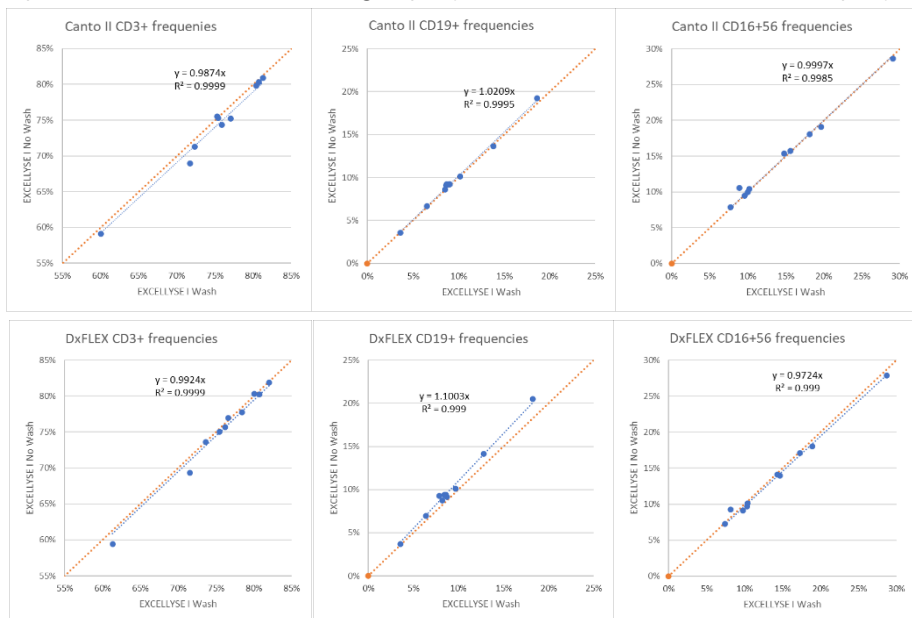 Canto II CD3+ frequencies
85%
80%
75%
70%
65%
60%
55%
y = 0.9874x
R² = 0.9999
EXCELLYSE I No Wash
55% 60% 65% 70% 75% 80% 85%
EXCELLYSE I Wash
Canto II CD19+ frequencies
25%
20%
15%
10%
5%
0%
y = 1.0209x
R² = 0.9995
EXCELLYSE I No Wash
0% 5% 10% 15% 20% 25%
EXCELLYSE I Wash
Canto II CD16+56 frequencies
30%
25%
20%
15%
10%
5%
0%
y = 0.9997x
R² = 0.9985
EXCELLYSE I No Wash
0% 5% 10% 15% 20% 25% 30%
EXCELLYSE I Wash
DxFLEX CD3+ frequencies
85%
80%
75%
70%
65%
60%
55%
y = 0.9924x
R² = 0.9999
EXCELLYSE I No Wash
55% 60% 65% 70% 75% 80% 85%
EXCELLYSE I Wash
DxFLEX CD19+ frequencies
25%
20%
15%
10%
5%
0%
y = 1.1003x
R² = 0.999
EXCELLYSE I No Wash
0% 5% 10% 15% 20% 25%
EXCELLYSE I Wash
DxFLEX CD16+56 frequencies
30%
25%
20%
15%
10%
5%
0%
y = 0.9724x
R² = 0.999
EXCELLYSE I No Wash
0% 5% 10% 15% 20% 25% 30%
EXCELLYSE I Wash